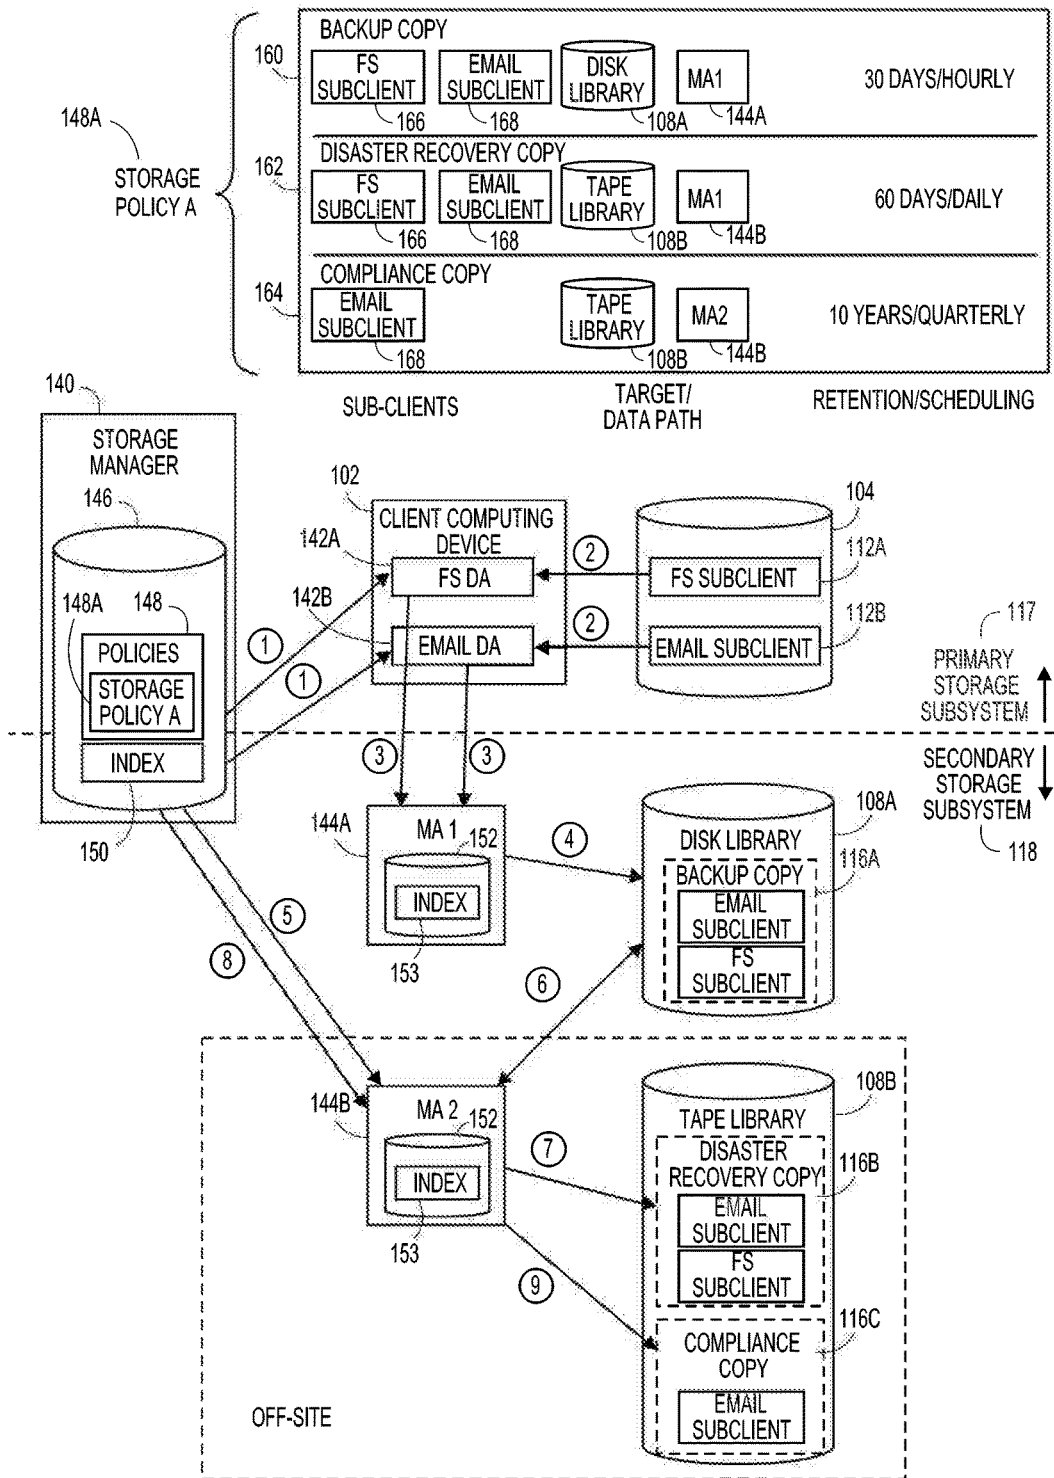 BACKUP COPY
160
FS
SUBCLIENT
166
EMAIL
SUBCLIENT
168
DISK
LIBRARY
108A
MA1
144A
30 DAYS/HOURLY
148A
STORAGE
POLICY A
DISASTER RECOVERY COPY
162
FS
SUBCLIENT
166
EMAIL
SUBCLIENT
168
TAPE
LIBRARY
108B
MA1
144B
60 DAYS/DAILY
COMPLIANCE COPY
164
EMAIL
SUBCLIENT
168
TAPE
LIBRARY
108B
MA2
144B
10 YEARS/QUARTERLY
SUB-CLIENTS
TARGET/
DATA PATH
RETENTION/SCHEDULING
140
STORAGE
MANAGER
146
148A
148
POLICIES
STORAGE
POLICY A
INDEX
150
102
CLIENT COMPUTING
DEVICE
142A
FS DA
142B
EMAIL DA
104
FS SUBCLIENT
112A
EMAIL SUBCLIENT
112B
1
1
2
2
117
PRIMARY
STORAGE
SUBSYSTEM
SECONDARY
STORAGE
SUBSYSTEM
118
3
3
144A
MA 1
152
INDEX
153
4
108A
DISK LIBRARY
BACKUP COPY
116A
EMAIL
SUBCLIENT
FS
SUBCLIENT
5
8
6
144B
MA 2
152
INDEX
153
7
9
108B
TAPE LIBRARY
DISASTER
RECOVERY COPY
116B
EMAIL
SUBCLIENT
FS
SUBCLIENT
116C
COMPLIANCE
COPY
EMAIL
SUBCLIENT
OFF-SITE